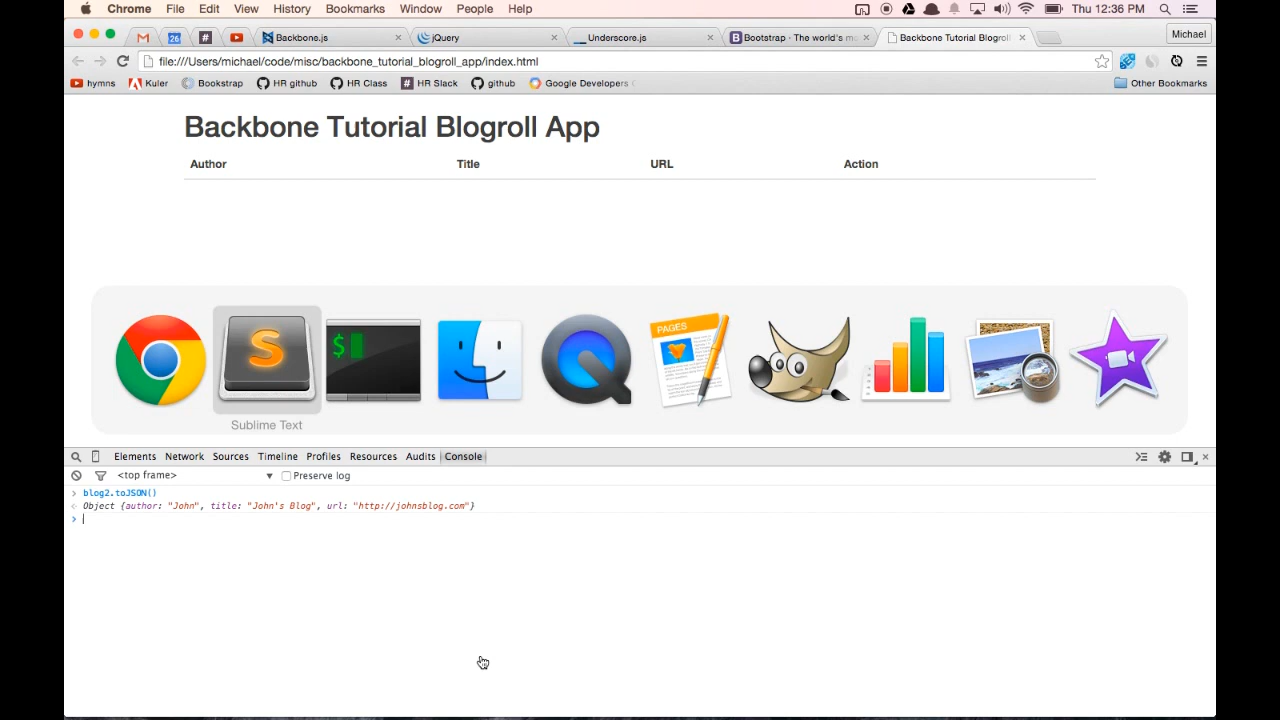 Chrome File Edit View History Bookmarks Window People Help Thu 12:36 PM
26 # Backbone.js jQuery Underscore.js Bootstrap · The world's m Backbone Tutorial Blogroll Michael
file:///Users/michael/code/misc/backbone_tutorial_blogroll_app/index.html
hymns Kuler Bootstrap HR github HR Class # HR Slack github Google Developers Other Bookmarks
Backbone Tutorial Blogroll App
Author Title URL Action
S $ PAGES
Sublime Text
Elements Network Sources Timeline Profiles Resources Audits Console
<top frame> Preserve log
> blog2.toJSON()
< Object {author: "John", title: "John's Blog", url: "http://johnsblog.com"}
>